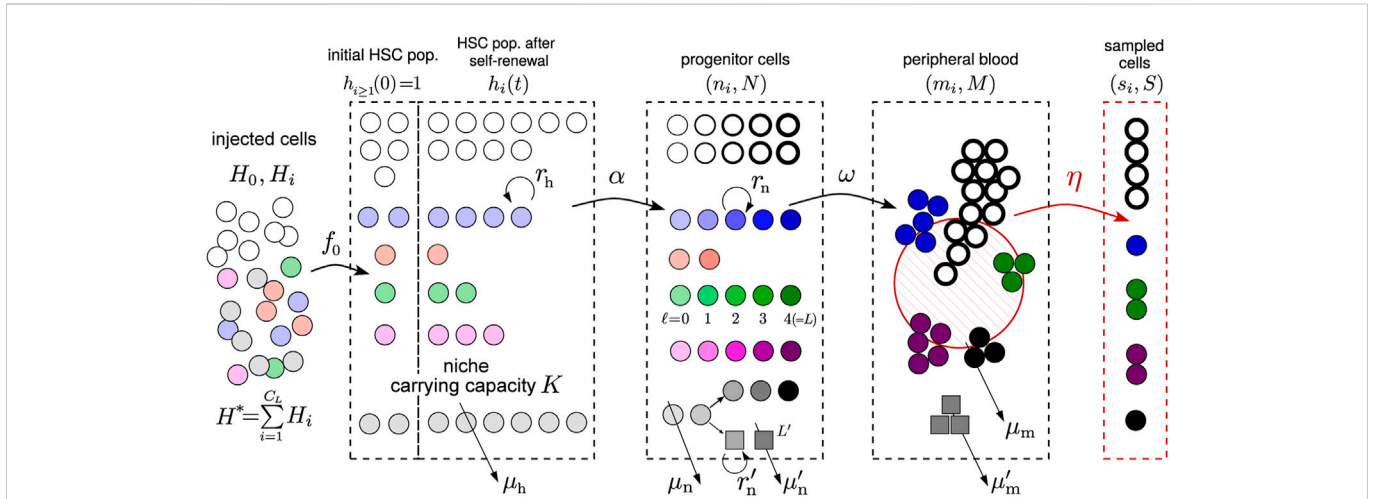 initial HSC pop.
h_{i≥1}(0)=1
HSC pop. after
self-renewal
h_i(t)
progenitor cells
(n_i, N)
peripheral blood
(m_i, M)
sampled
cells
(s_i, S)
injected cells
H_0, H_i
f_0
r_h
α
r_n
ω
η
ℓ=0 1 2 3 4(=L)
niche
carrying capacity K
H^*=∑_{i=1}^{C_L} H_i
L′
μ_h
μ_n
r′_n
μ′_n
μ_m
μ′_m